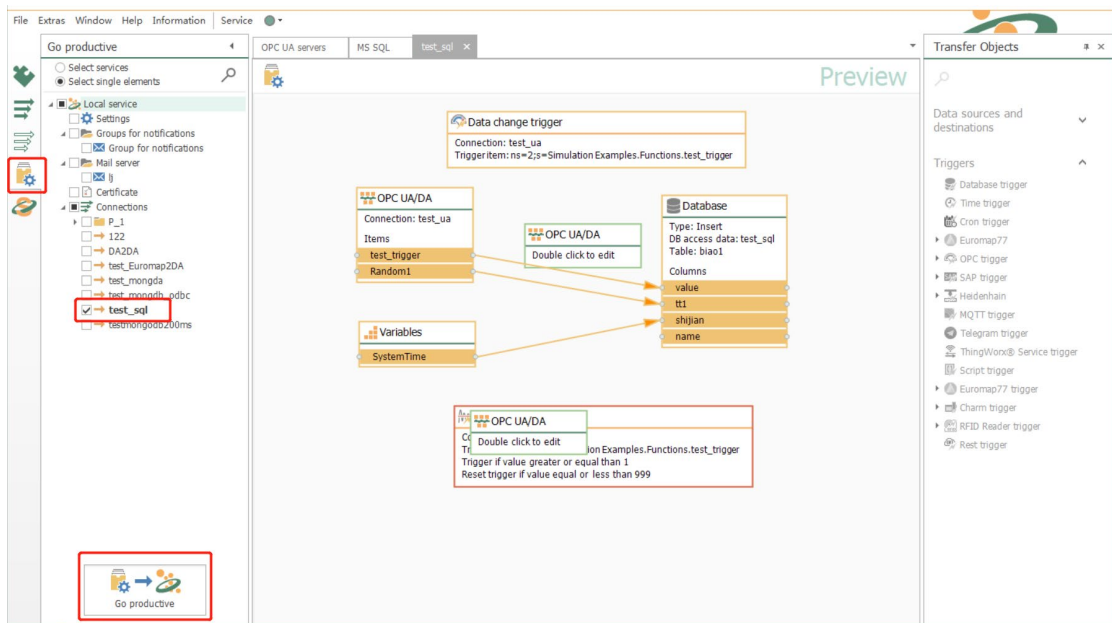 File Extras Window Help Information Service
Go productive
Select services
Select single elements
Local service
Settings
Groups for notifications
Group for notifications
Mail server
lj
Certificate
Connections
P_1
122
DA2DA
test_Euromap2DA
test_mongda
test_mongdb_odbc
test_sql
testmongodb200ms
Go productive
OPC UA servers MS SQL test_sql
Preview
Data change trigger
Connection: test_ua
Trigger item: ns=2;s=Simulation Examples.Functions.test_trigger
OPC UA/DA
Connection: test_ua
Items
test_trigger
Random1
OPC UA/DA
Double click to edit
Database
Type: Insert
DB access data: test_sql
Table: biao1
Columns
value
tt1
shijian
name
Variables
SystemTime
OPC UA/DA
Double click to edit
ion Examples.Functions.test_trigger
Trigger if value greater or equal than 1
Reset trigger if value equal or less than 999
Transfer Objects
Data sources and
destinations
Triggers
Database trigger
Time trigger
Cron trigger
Euromap77
OPC trigger
SAP trigger
Heidenhain
MQTT trigger
Telegram trigger
ThingWorx® Service trigger
Script trigger
Euromap77 trigger
Charm trigger
RFID Reader trigger
Rest trigger